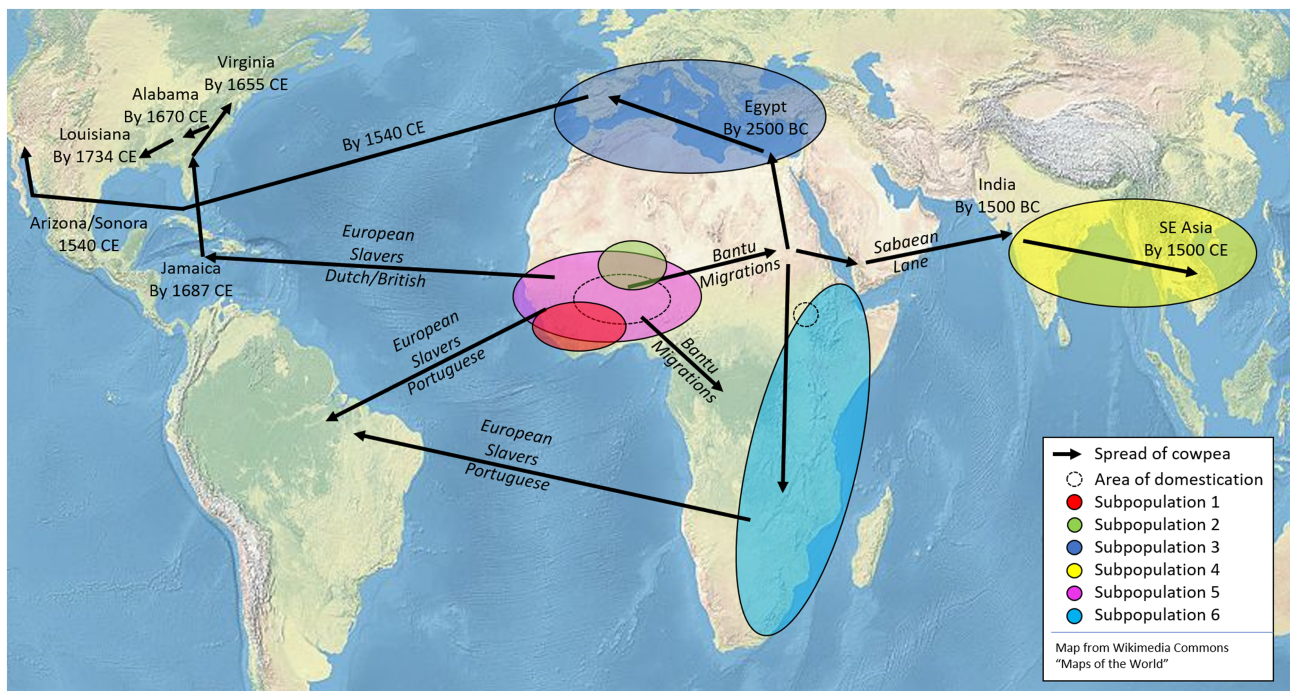 Virginia
By 1655 CE
Alabama
By 1670 CE
Louisiana
By 1734 CE
By 1540 CE
Arizona/Sonora
1540 CE
Jamaica
By 1687 CE
European
Slavers
Dutch/British
European
Slavers
Portuguese
European
Slavers
Portuguese
Egypt
By 2500 BC
Bantu
Migrations
Bantu
Migrations
Sabaean
Lane
India
By 1500 BC
SE Asia
By 1500 CE
Spread of cowpea
Area of domestication
Subpopulation 1
Subpopulation 2
Subpopulation 3
Subpopulation 4
Subpopulation 5
Subpopulation 6
Map from Wikimedia Commons
“Maps of the World”